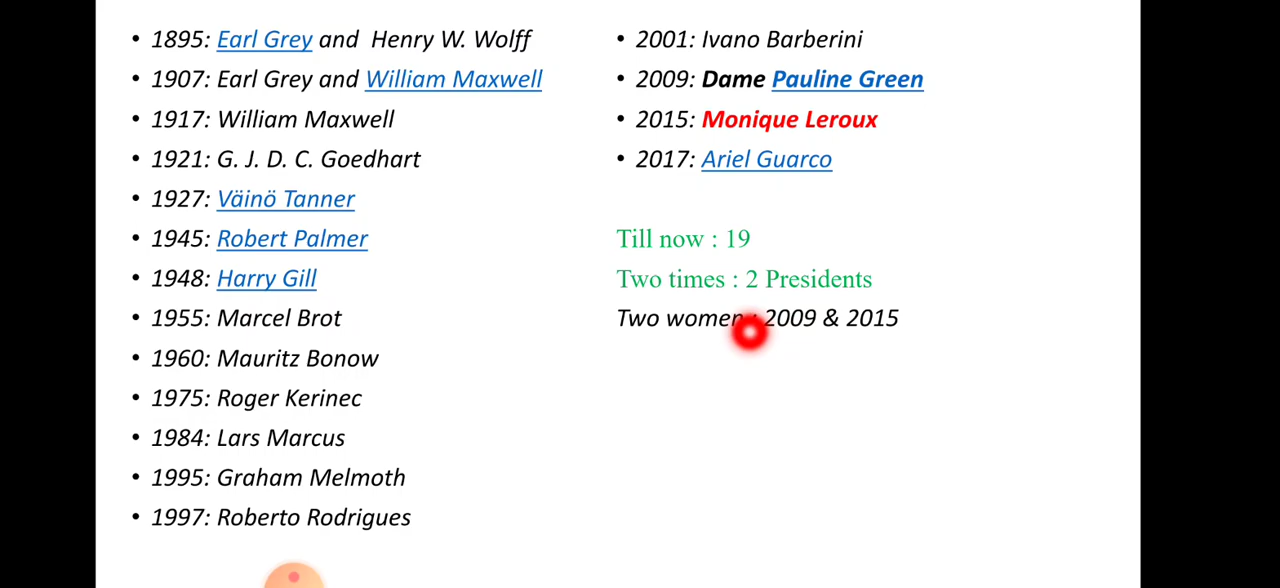 • 1895: Earl Grey and Henry W. Wolff
• 1907: Earl Grey and William Maxwell
• 1917: William Maxwell
• 1921: G. J. D. C. Goedhart
• 1927: Väinö Tanner
• 1945: Robert Palmer
• 1948: Harry Gill
• 1955: Marcel Brot
• 1960: Mauritz Bonow
• 1975: Roger Kerinec
• 1984: Lars Marcus
• 1995: Graham Melmoth
• 1997: Roberto Rodrigues
• 2001: Ivano Barberini
• 2009: Dame Pauline Green
• 2015: Monique Leroux
• 2017: Ariel Guarco
Till now : 19
Two times : 2 Presidents
Two women : 2009 & 2015